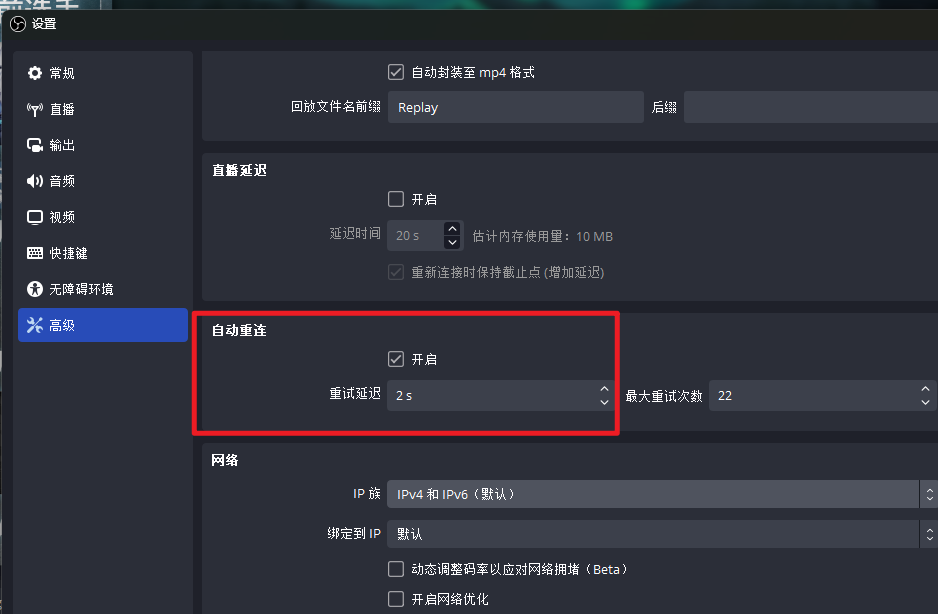 设置
常规
直播
输出
音频
视频
快捷键
无障碍环境
高级
自动封装至 mp4 格式
回放文件名前缀 Replay 后缀
直播延迟
开启
延迟时间 20 s 估计内存使用量：10 MB
重新连接时保持截止点 (增加延迟)
自动重连
开启
重试延迟 2 s 最大重试次数 22
网络
IP 族 IPv4 和 IPv6（默认）
绑定到 IP 默认
动态调整码率以应对网络拥堵（Beta）
开启网络优化